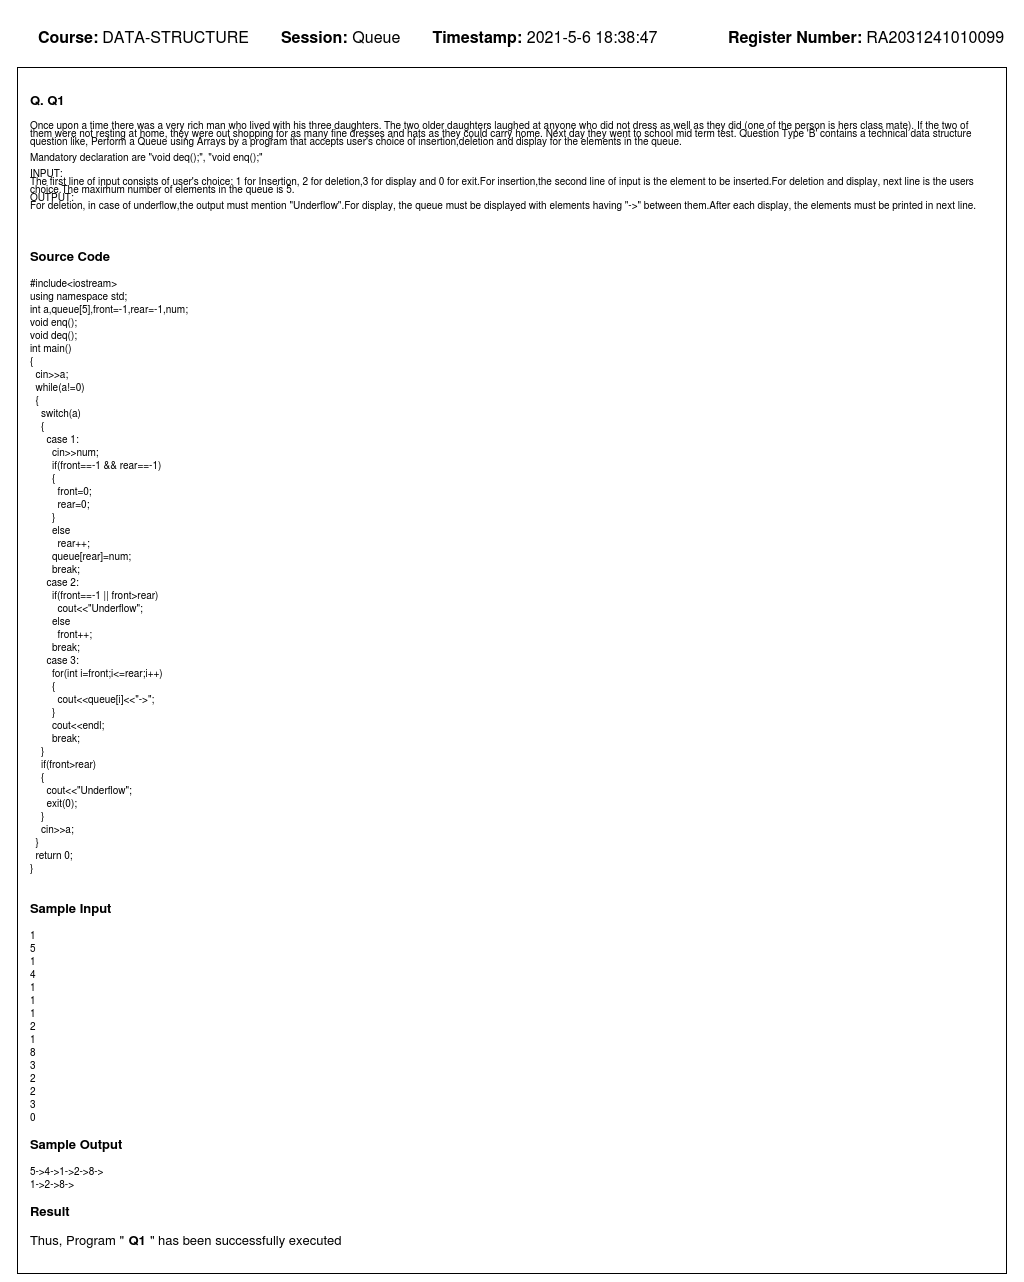 Course: DATA-STRUCTURE Session: Queue Timestamp: 2021-5-6 18:38:47 Register Number: RA2031241010099
Q. Q1
Once upon a time there was a very rich man who lived with his three daughters. The two older daughters laughed at anyone who did not dress as well as they did (one of the person is hers class mate). If the two of
them were not resting at home, they were out shopping for as many fine dresses and hats as they could carry home. Next day they went to school mid term test. Question Type 'B' contains a technical data structure
question like, Perform a Queue using Arrays by a program that accepts user's choice of insertion,deletion and display for the elements in the queue.
Mandatory declaration are "void deq();", "void enq();"
INPUT:
The first line of input consists of user's choice; 1 for Insertion, 2 for deletion,3 for display and 0 for exit.For insertion,the second line of input is the element to be inserted.For deletion and display, next line is the users
choice.The maximum number of elements in the queue is 5.
OUTPUT:
For deletion, in case of underflow,the output must mention "Underflow".For display, the queue must be displayed with elements having "->" between them.After each display, the elements must be printed in next line.
Source Code
#include<iostream>
using namespace std;
int a,queue[5],front=-1,rear=-1,num;
void enq();
void deq();
int main()
{
cin>>a;
while(a!=0)
{
switch(a)
{
case 1:
cin>>num;
if(front==-1 && rear==-1)
{
front=0;
rear=0;
}
else
rear++;
queue[rear]=num;
break;
case 2:
if(front==-1 || front>rear)
cout<<"Underflow";
else
front++;
break;
case 3:
for(int i=front;i<=rear;i++)
{
cout<<queue[i]<<"->";
}
cout<<endl;
break;
}
if(front>rear)
{
cout<<"Underflow";
exit(0);
}
cin>>a;
}
return 0;
}
Sample Input
1
5
1
4
1
1
1
2
1
8
3
2
2
3
0
Sample Output
5->4->1->2->8->
1->2->8->
Result
Thus, Program " Q1 " has been successfully executed